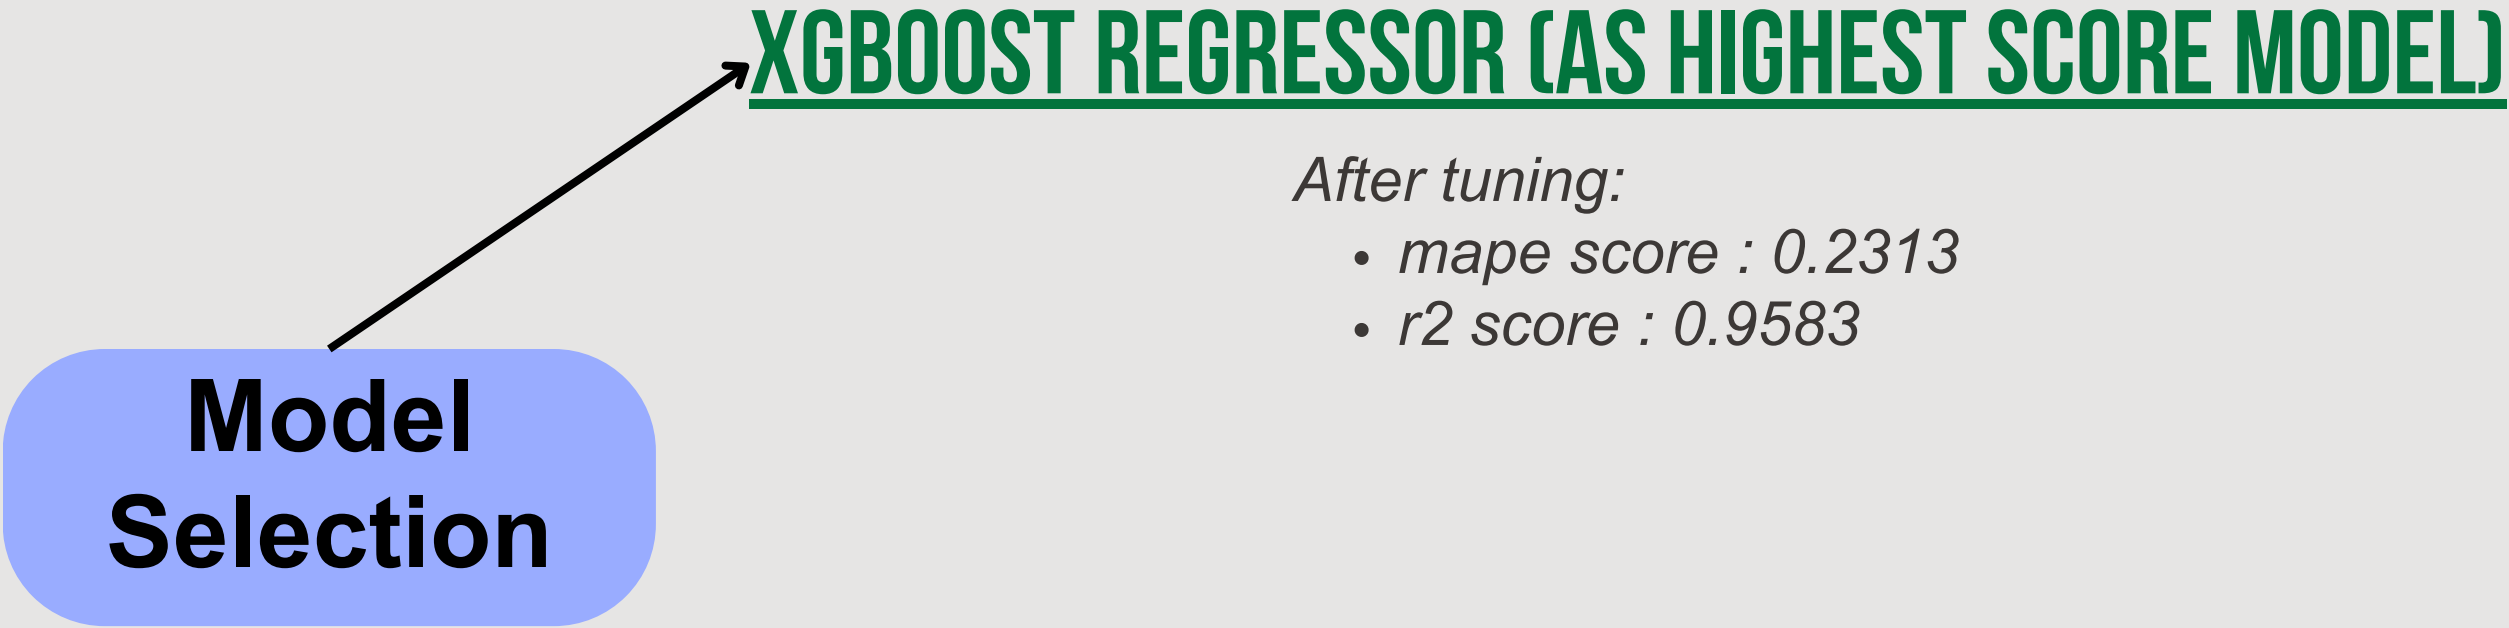 XGBOOST REGRESSOR (AS HIGHEST SCORE MODEL)
After tuning:
• mape score : 0.2313
• r2 score : 0.9583
Model
Selection